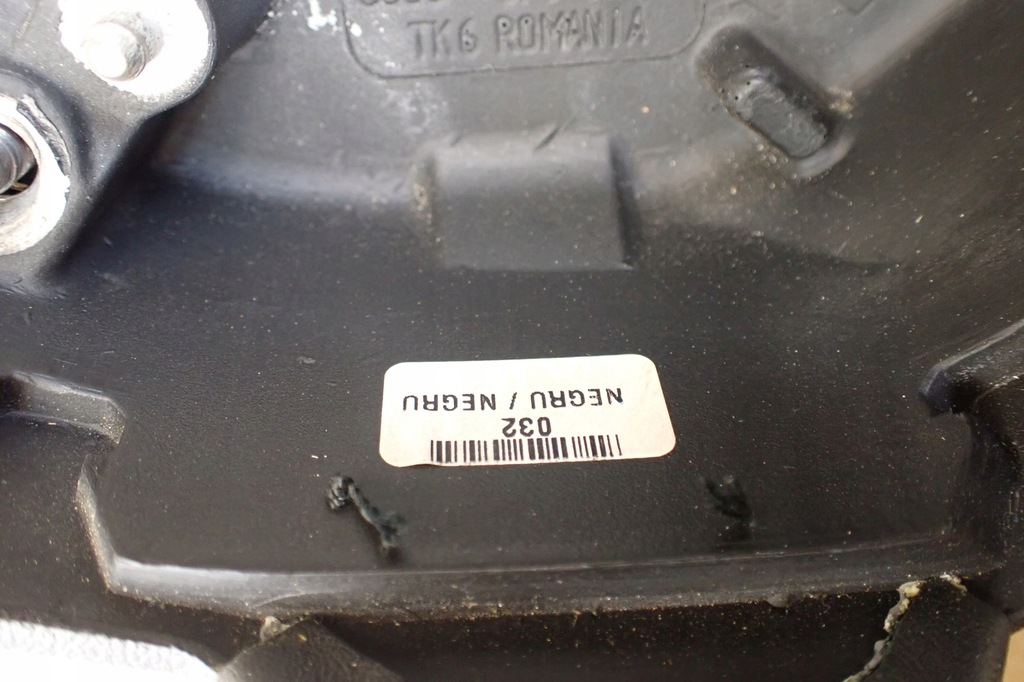 TK6 ROMANIA
032
NEGRU / NEGRU